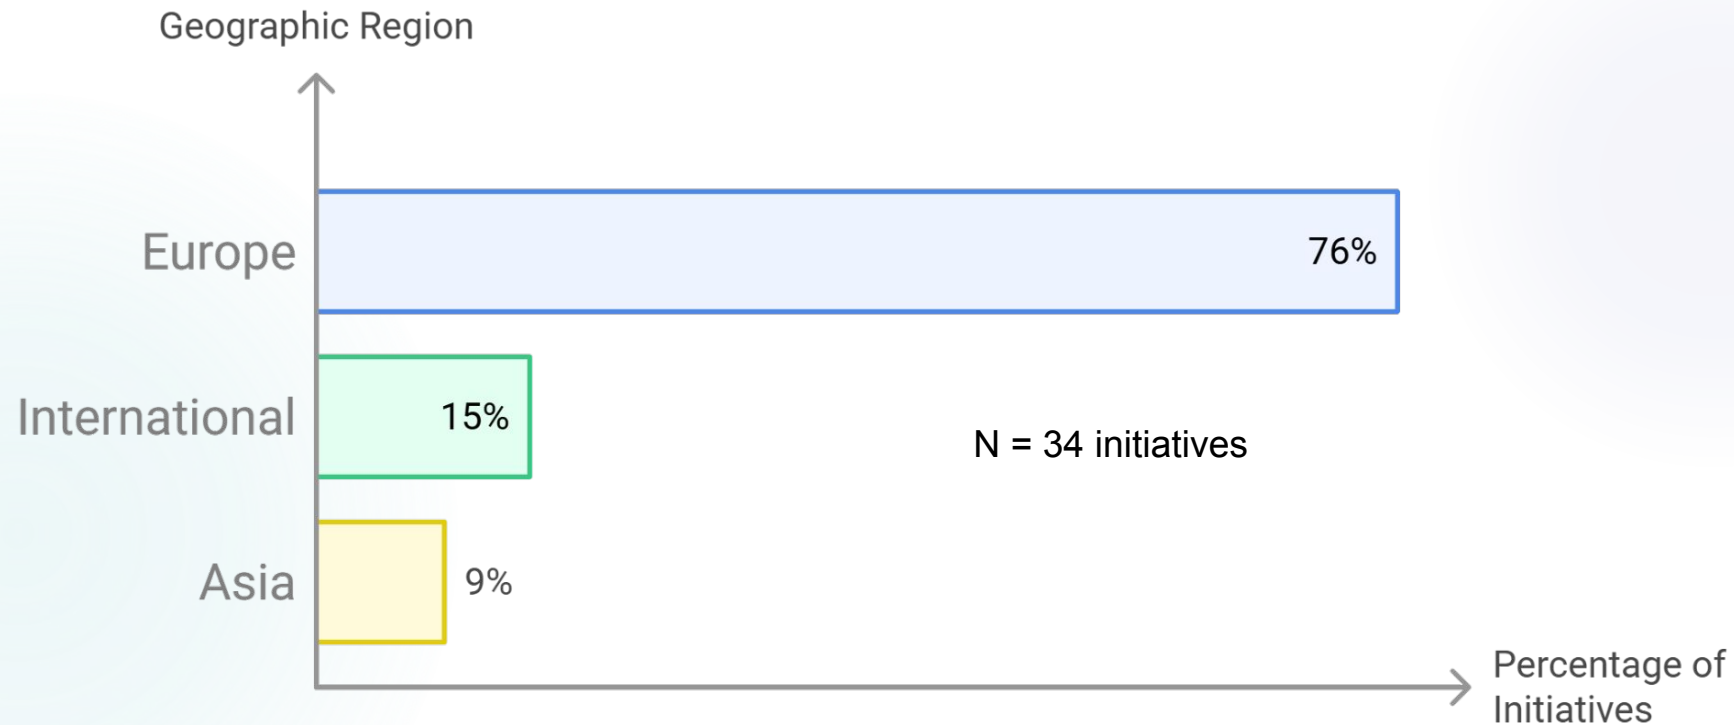 Geographic Region
Europe
76%
International
15%
N = 34 initiatives
Asia
9%
Percentage of
Initiatives